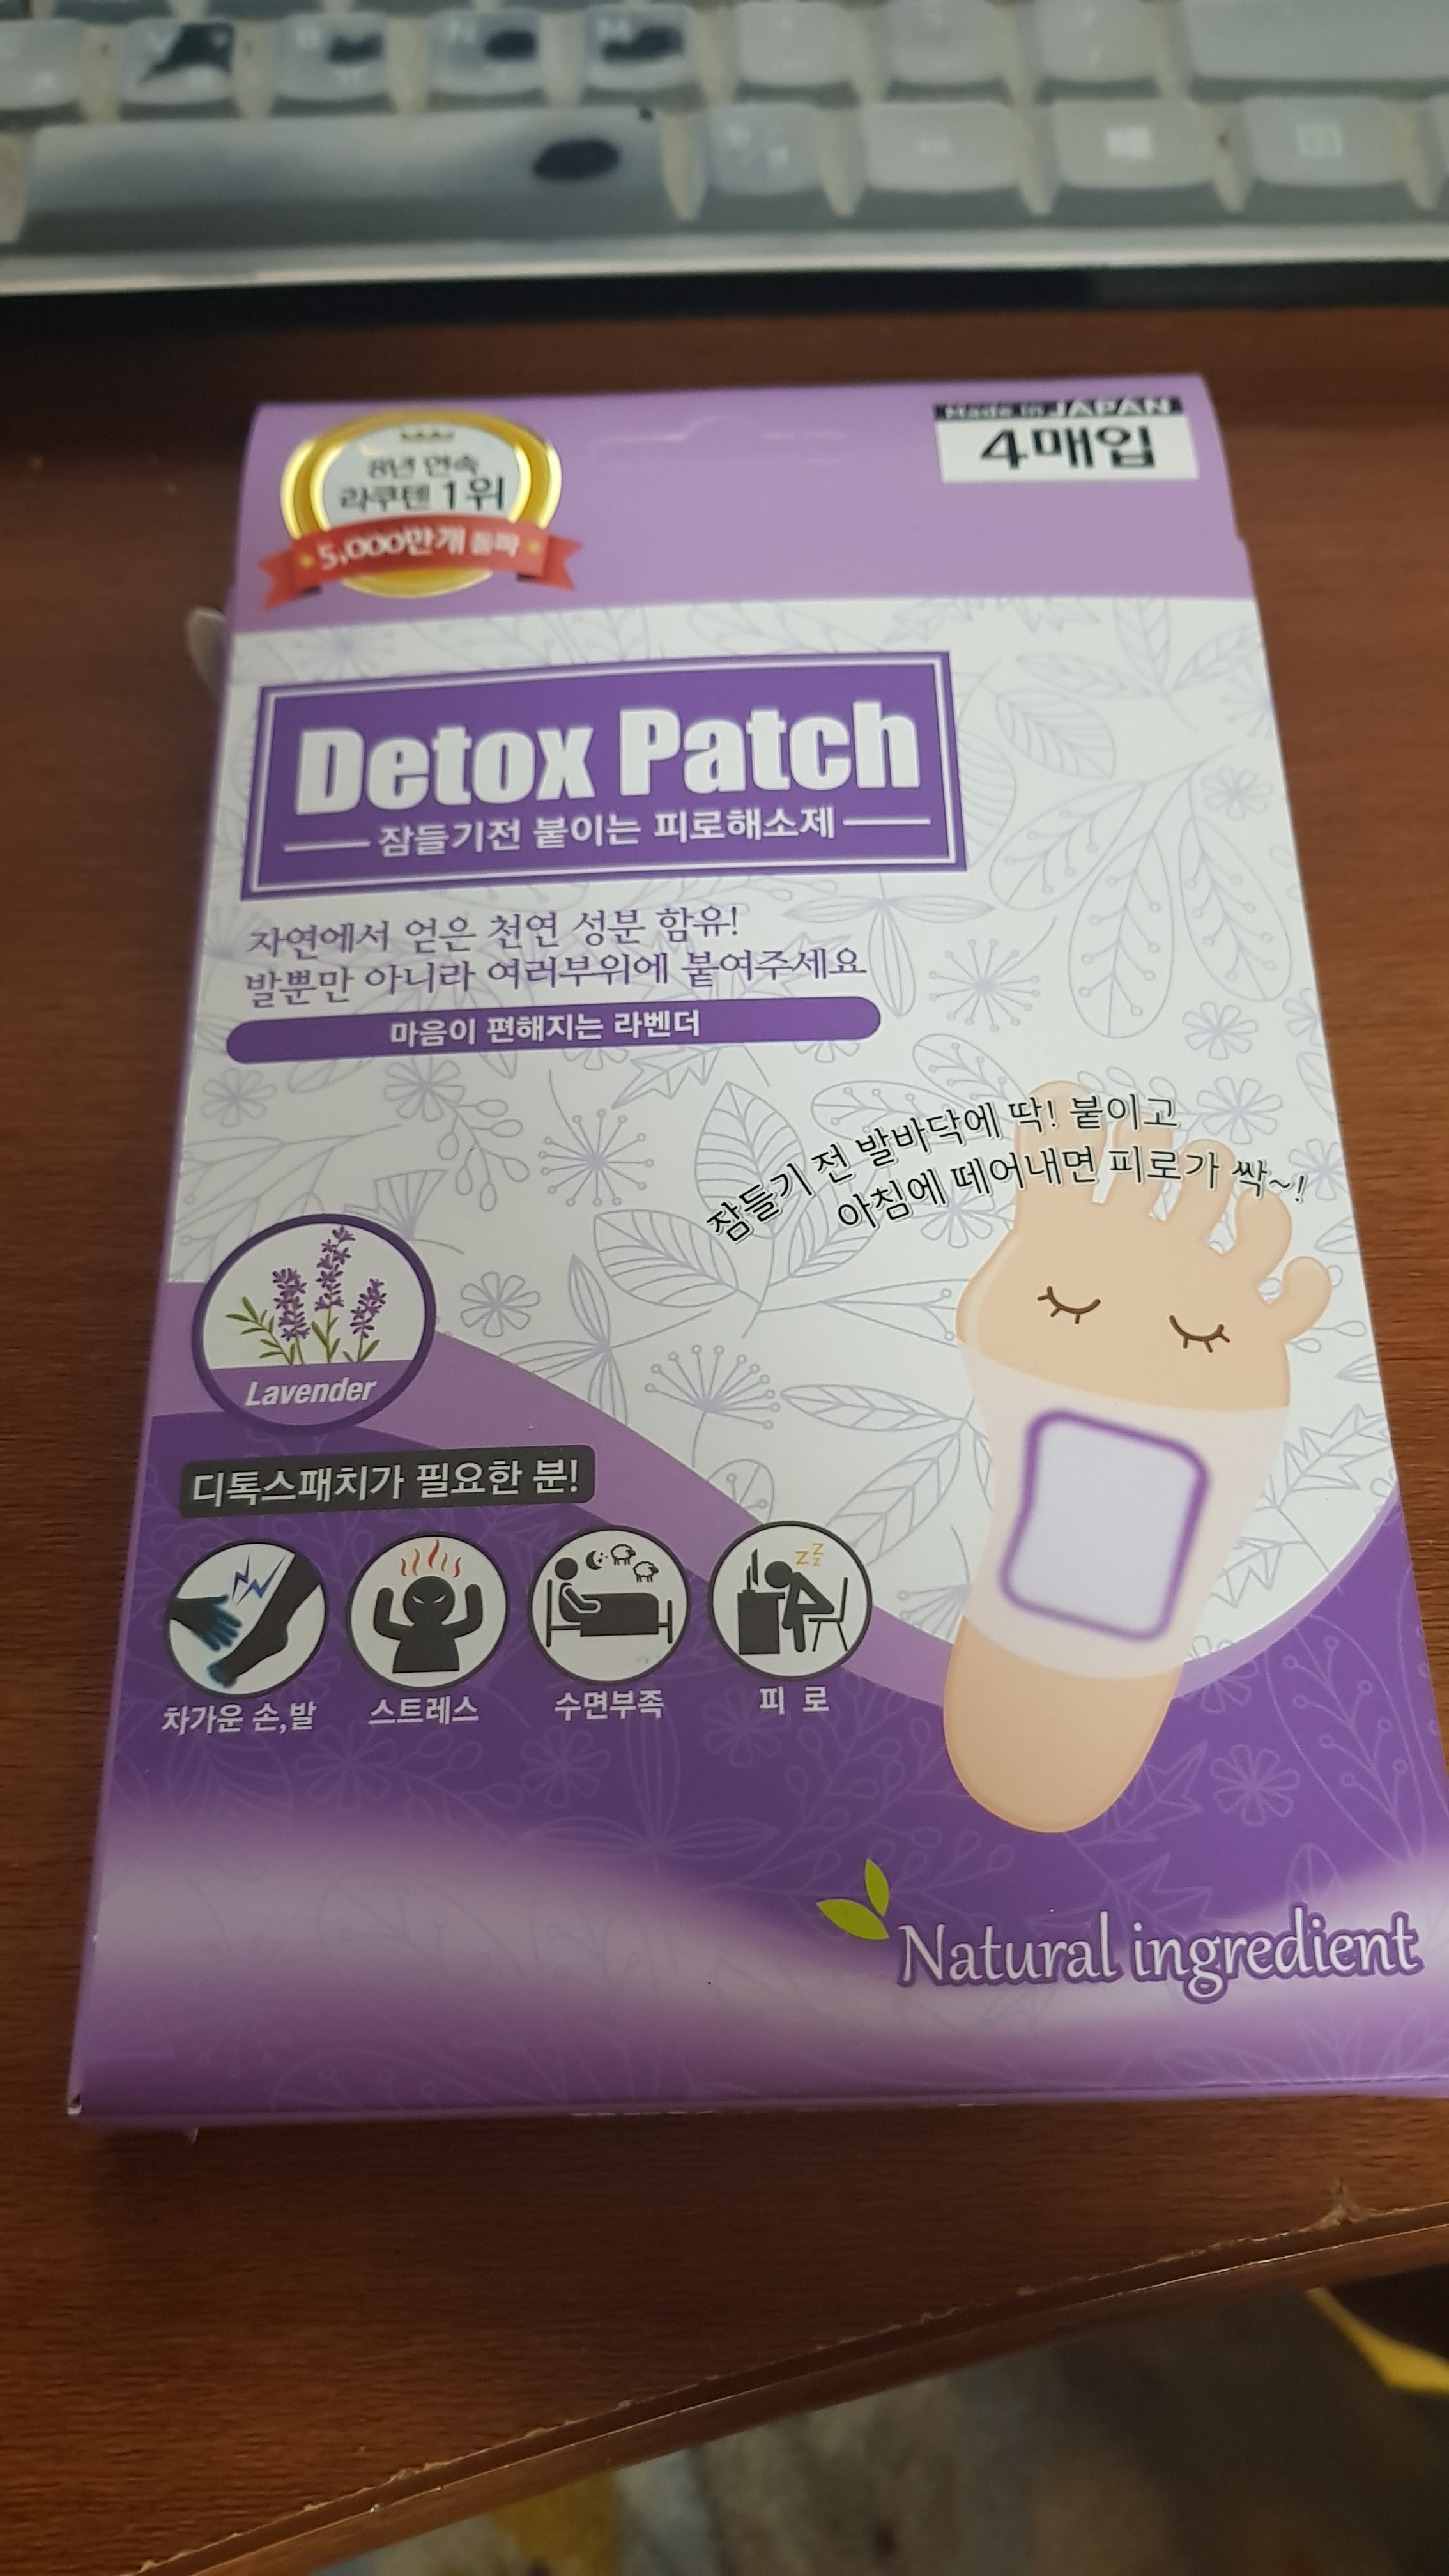 8년 연속
라쿠텐 1위
5,000만개 돌파
Made in JAPAN
4매입
Detox Patch
잠들기전 붙이는 피로해소제
자연에서 얻은 천연 성분 함유!
발뿐만 아니라 여러부위에 붙여주세요
마음이 편해지는 라벤더
잠들기 전 발바닥에 딱! 붙이고
아침에 떼어내면 피로가 싹~!
Lavender
디톡스패치가 필요한 분!
차가운 손,발
스트레스
수면부족
피 로
Natural ingredient